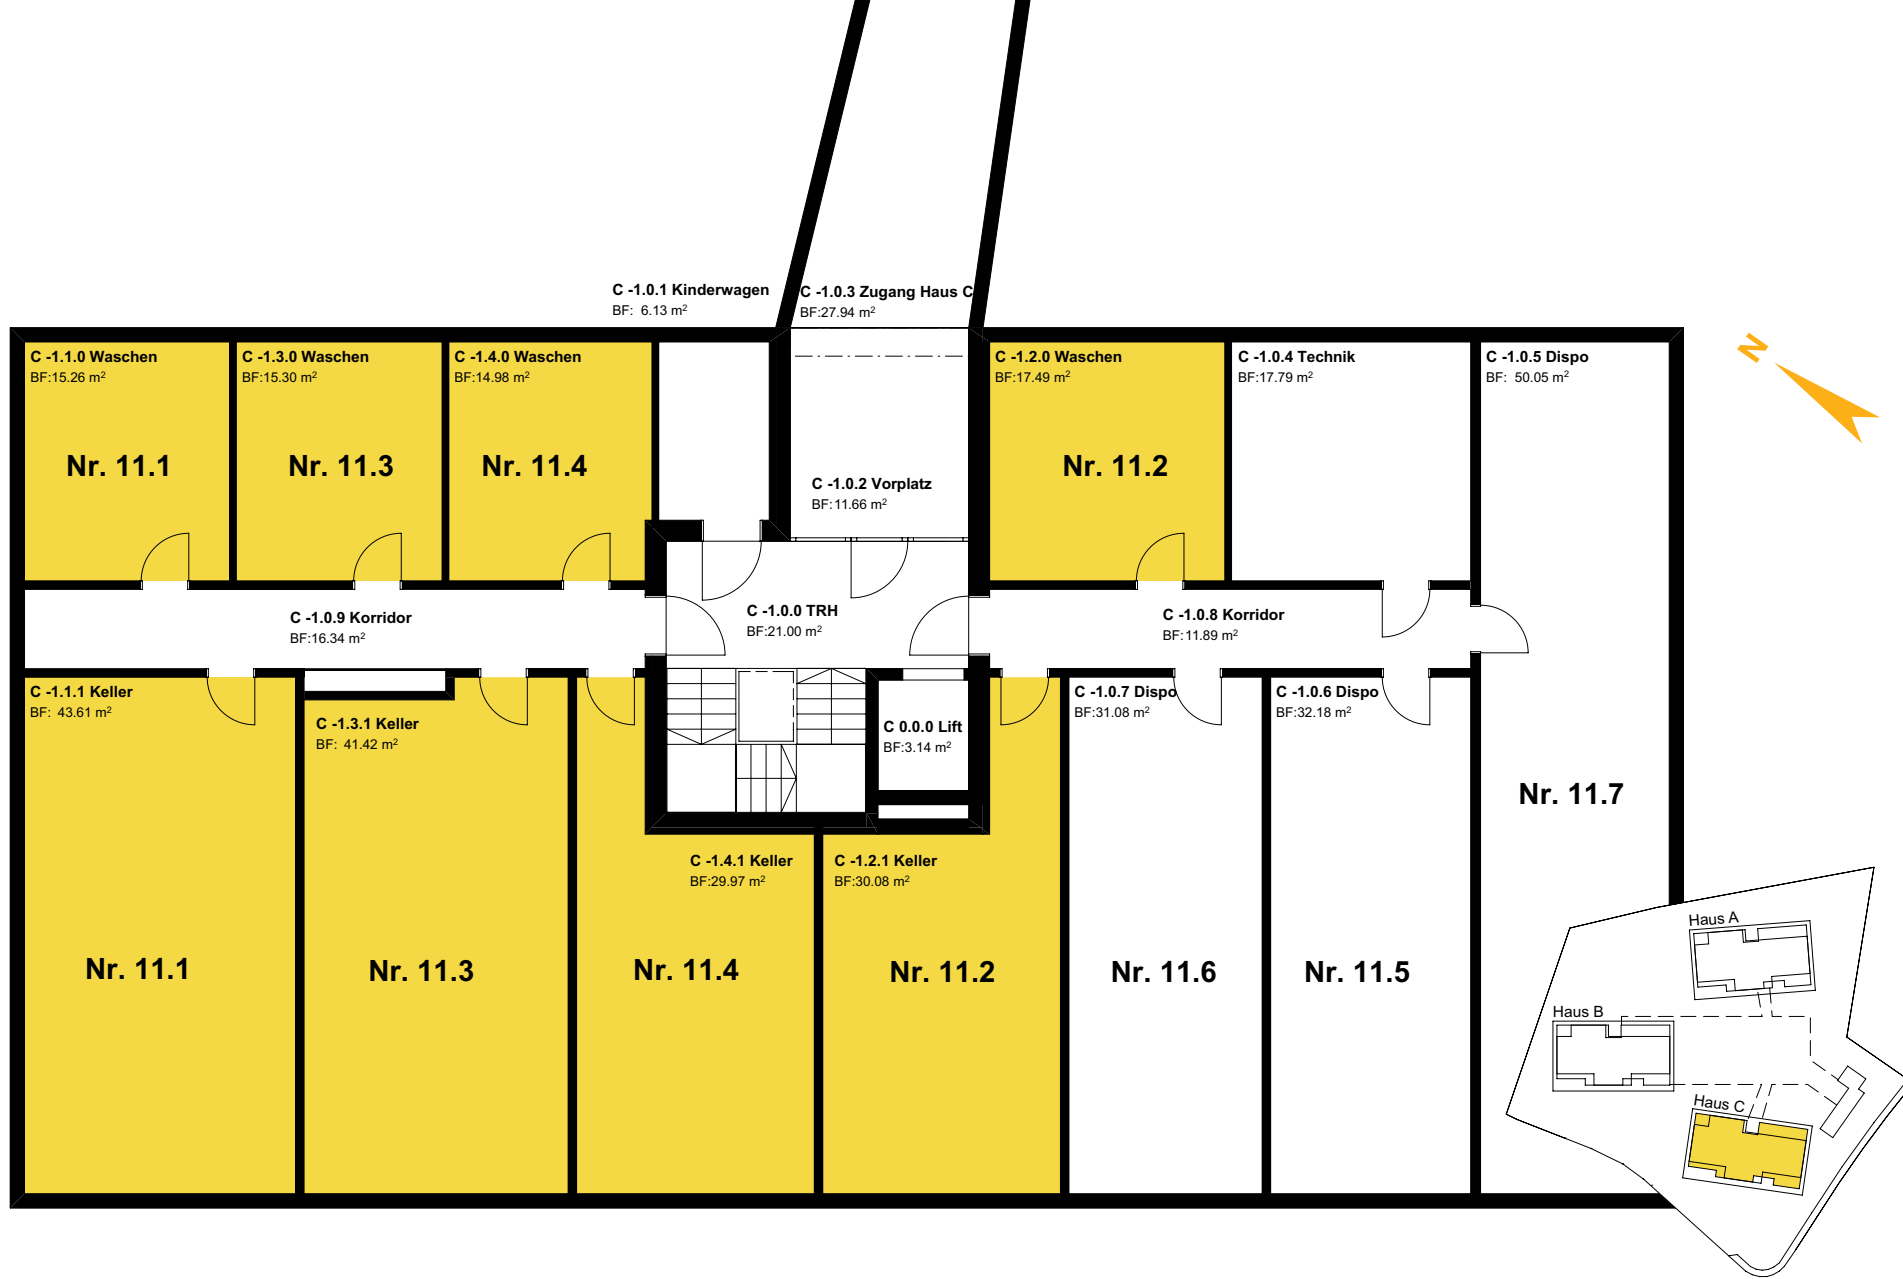 C -1.0.1 Kinderwagen
BF: 6.13 m²
C -1.0.3 Zugang Haus C
BF:27.94 m²
N
C -1.1.0 Waschen
BF:15.26 m²
Nr. 11.1
C -1.3.0 Waschen
BF:15.30 m²
Nr. 11.3
C -1.4.0 Waschen
BF:14.98 m²
Nr. 11.4
C -1.0.2 Vorplatz
BF:11.66 m²
C -1.2.0 Waschen
BF:17.49 m²
Nr. 11.2
C -1.0.4 Technik
BF:17.79 m²
C -1.0.5 Dispo
BF: 50.05 m²
Nr. 11.7
C -1.0.9 Korridor
BF:16.34 m²
C -1.0.0 TRH
BF:21.00 m²
C -1.0.8 Korridor
BF:11.89 m²
C -1.1.1 Keller
BF: 43.61 m²
Nr. 11.1
C -1.3.1 Keller
BF: 41.42 m²
Nr. 11.3
C 0.0.0 Lift
BF:3.14 m²
C -1.4.1 Keller
BF:29.97 m²
Nr. 11.4
C -1.2.1 Keller
BF:30.08 m²
Nr. 11.2
C -1.0.7 Dispo
BF:31.08 m²
Nr. 11.6
C -1.0.6 Dispo
BF:32.18 m²
Nr. 11.5
Haus A
Haus B
Haus C